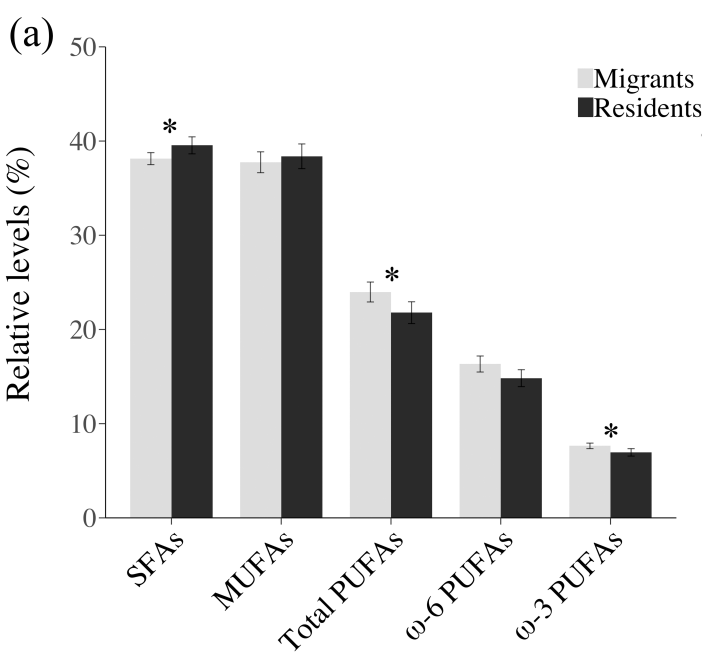 (a)
50
40
30
20
10
0
Relative levels (%)
Migrants
Residents
*
*
*
SFAs
MUFAs
Total PUFAs
ω-6 PUFAs
ω-3 PUFAs